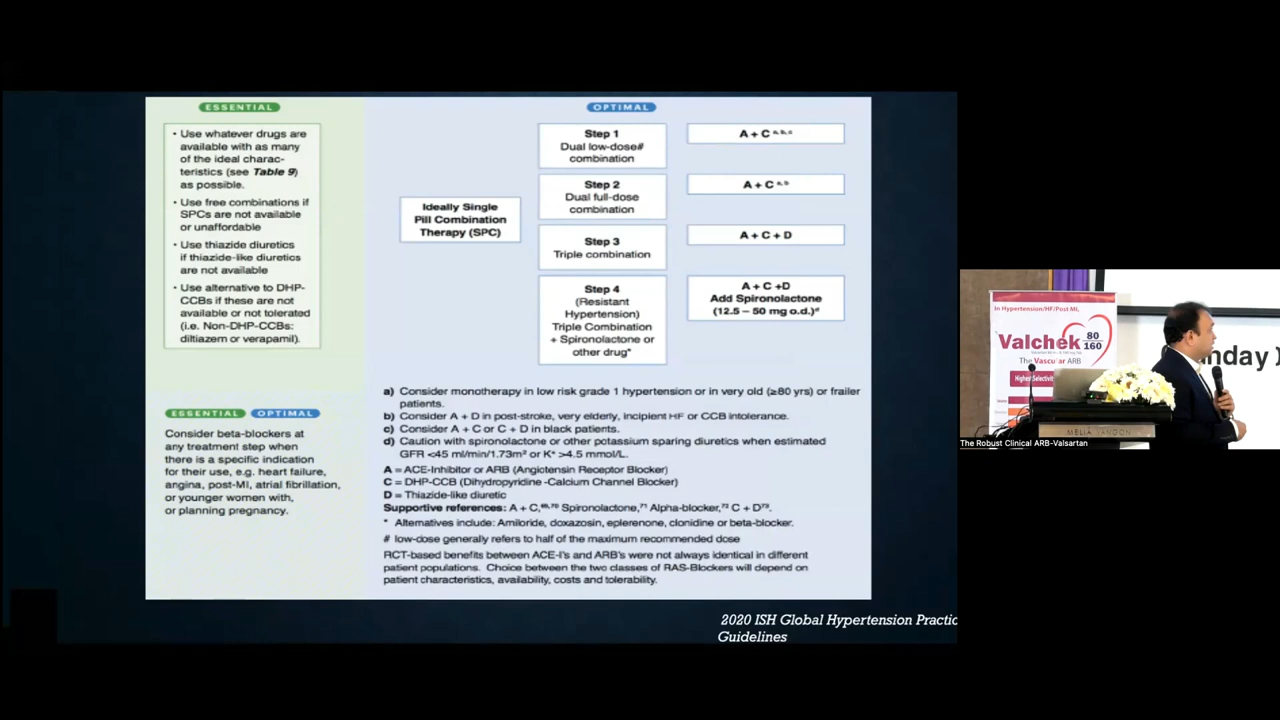 ESSENTIAL
• Use whatever drugs are
available with as many
of the ideal charac-
teristics (see Table 9)
as possible.
• Use free combinations if
SPCs are not available
or unaffordable
• Use thiazide diuretics
if thiazide-like diuretics
are not available
• Use alternative to DHP-
CCBs if these are not
available or not tolerated
(i.e. Non-DHP-CCBs:
diltiazem or verapamil).
OPTIMAL
Ideally Single
Pill Combination
Therapy (SPC)
Step 1
Dual low-dose#
combination
A + C a, b, c
Step 2
Dual full-dose
combination
A + C a, b
Step 3
Triple combination
A + C + D
Step 4
(Resistant
Hypertension)
Triple Combination
+ Spironolactone or
other drug*
A + C +D
Add Spironolactone
(12.5 – 50 mg o.d.)d
ESSENTIAL OPTIMAL
Consider beta-blockers at
any treatment step when
there is a specific indication
for their use, e.g. heart failure,
angina, post-MI, atrial fibrillation,
or younger women with,
or planning pregnancy.
a) Consider monotherapy in low risk grade 1 hypertension or in very old (≥80 yrs) or frailer
patients.
b) Consider A + D in post-stroke, very elderly, incipient HF or CCB intolerance.
c) Consider A + C or C + D in black patients.
d) Caution with spironolactone or other potassium sparing diuretics when estimated
GFR <45 ml/min/1.73m² or K⁺ >4.5 mmol/L.
A = ACE-Inhibitor or ARB (Angiotensin Receptor Blocker)
C = DHP-CCB (Dihydropyridine -Calcium Channel Blocker)
D = Thiazide-like diuretic
Supportive references: A + C,69,70 Spironolactone,71 Alpha-blocker,72 C + D73.
* Alternatives include: Amiloride, doxazosin, eplerenone, clonidine or beta-blocker.
# low-dose generally refers to half of the maximum recommended dose
RCT-based benefits between ACE-I's and ARB's were not always identical in different
patient populations. Choice between the two classes of RAS-Blockers will depend on
patient characteristics, availability, costs and tolerability.
2020 ISH Global Hypertension Practic
Guidelines
In Hypertension/HF/Post MI,
Valchek 80
160
The Vascular ARB
Higher Selectivit
MELIA YANGON
The Robust Clinical ARB-Valsartan